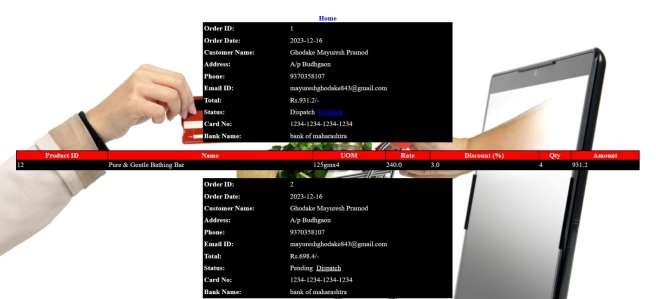 Home
Order ID: 1
Order Date: 2023-12-16
Customer Name: Ghodake Mayuresh Pramod
Address: A/p Budhgaon
Phone: 9370358107
Email ID: mayureshghodake843@gmail.com
Total: Rs.931.2/-
Status: Dispatch Dispatch
Card No: 1234-1234-1234-1234
Bank Name: bank of maharashtra
Product ID Name UOM Rate Discount (%) Qty Amount
12 Pure & Gentle Bathing Bar 125gmx4 240.0 3.0 4 931.2
Order ID: 2
Order Date: 2023-12-16
Customer Name: Ghodake Mayuresh Pramod
Address: A/p Budhgaon
Phone: 9370358107
Email ID: mayureshghodake843@gmail.com
Total: Rs.698.4/-
Status: Pending Dispatch
Card No: 1234-1234-1234-1234
Bank Name: bank of maharashtra